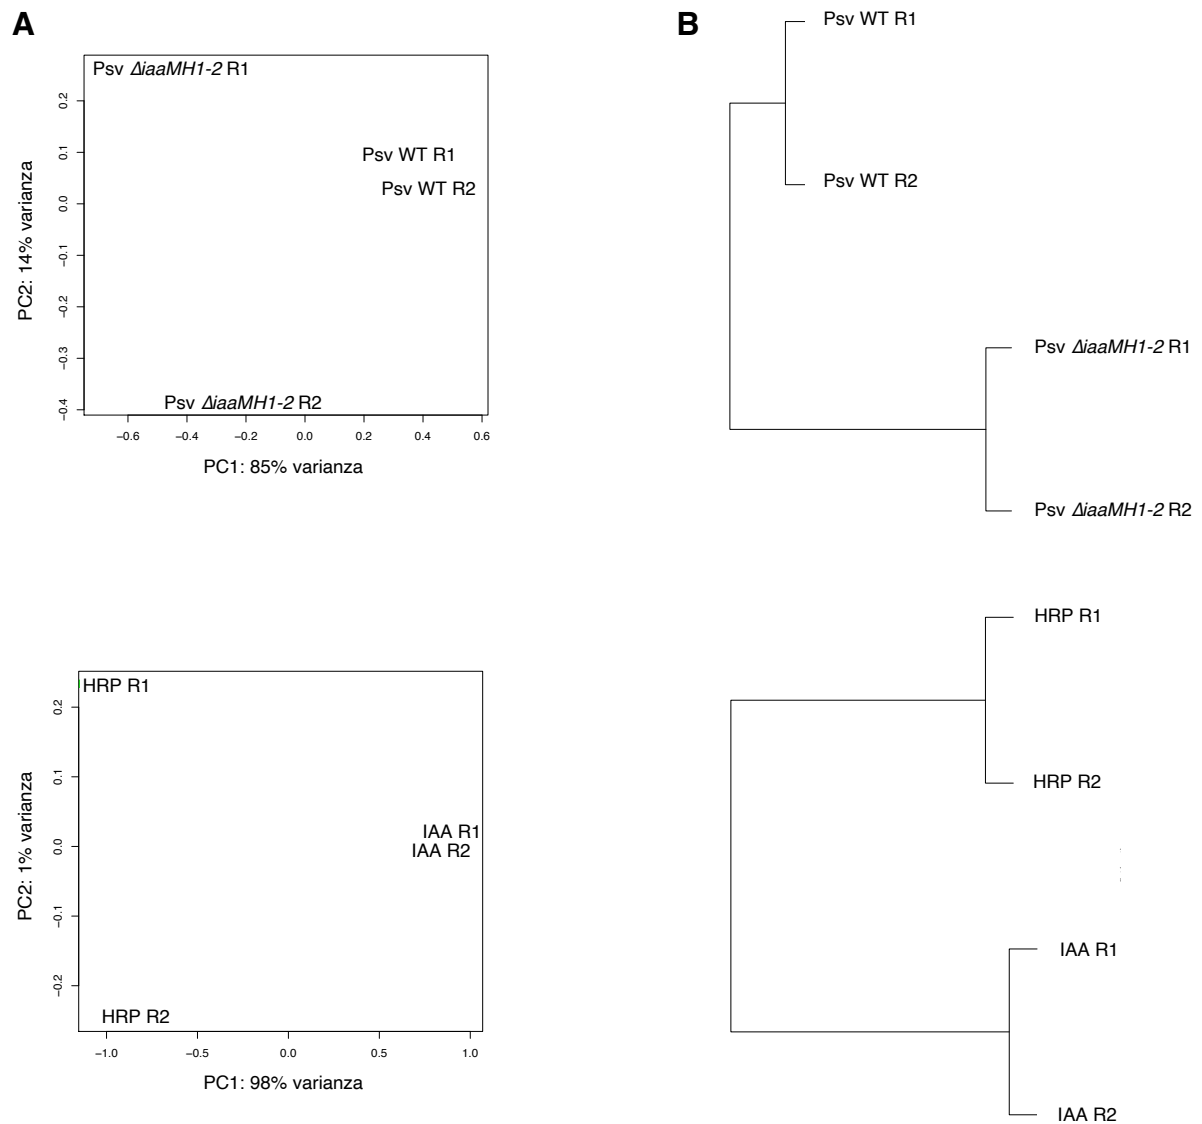 A
B
Psv ΔiaaMH1-2 R1
Psv WT R1
Psv WT R2
Psv ΔiaaMH1-2 R2
PC2: 14% varianza
0.2
0.1
0.0
−0.1
−0.2
−0.3
−0.4
−0.6
−0.4
−0.2
0.0
0.2
0.4
0.6
PC1: 85% varianza
Psv WT R1
Psv WT R2
Psv ΔiaaMH1-2 R1
Psv ΔiaaMH1-2 R2
HRP R1
IAA R1
IAA R2
HRP R2
PC2: 1% varianza
0.2
0.1
0.0
−0.1
−0.2
−1.0
−0.5
0.0
0.5
1.0
PC1: 98% varianza
HRP R1
HRP R2
IAA R1
IAA R2